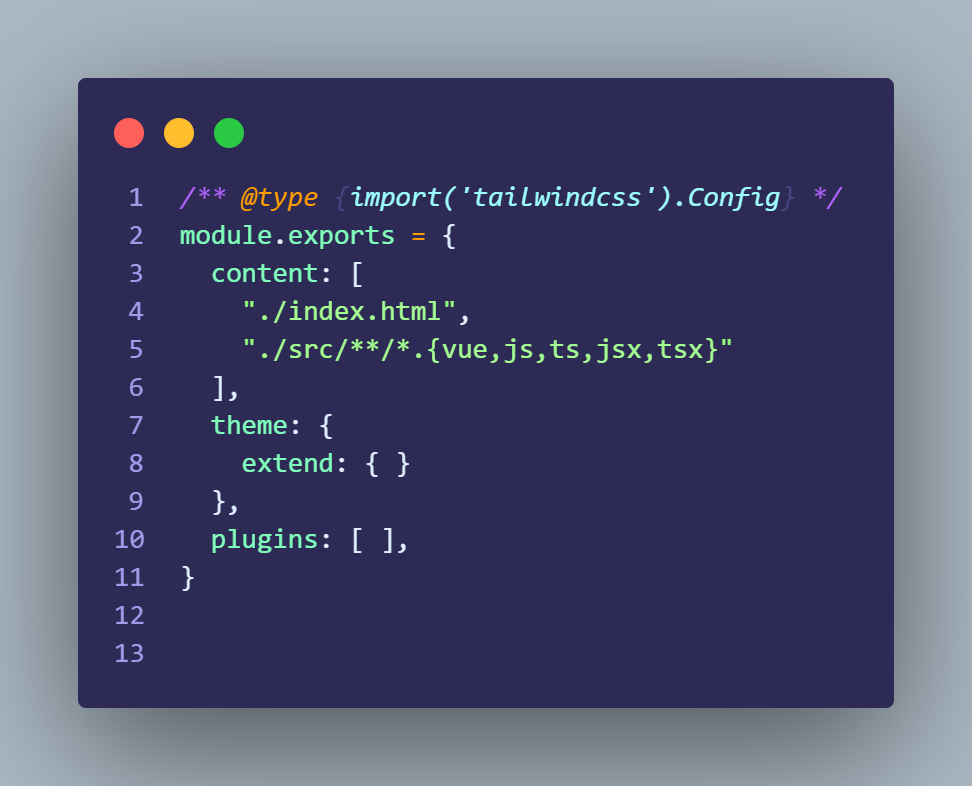 1 /** @type {import('tailwindcss').Config} */
2 module.exports = {
3   content: [
4     "./index.html",
5     "./src/**/*.{vue,js,ts,jsx,tsx}"
6   ],
7   theme: {
8     extend: { }
9   },
10   plugins: [ ],
11 }
12
13